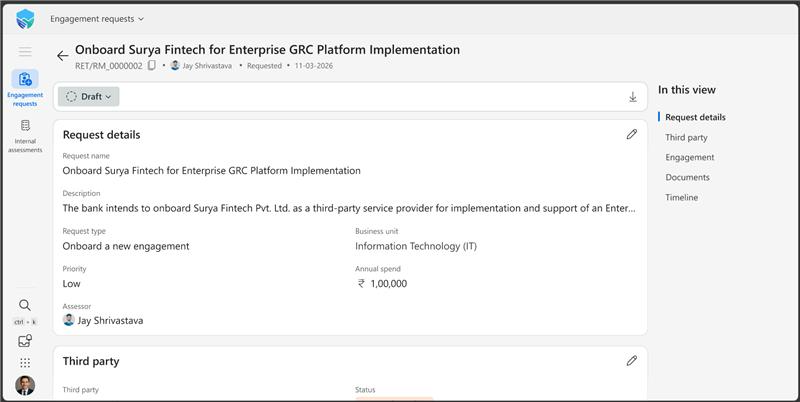 Engagement requests
Onboard Surya Fintech for Enterprise GRC Platform Implementation
RET/RM_0000002 • Jay Shrivastava • Requested • 11-03-2026
Engagement requests
Internal assessments
ctrl + k
Draft
Request details
Request name
Onboard Surya Fintech for Enterprise GRC Platform Implementation
Description
The bank intends to onboard Surya Fintech Pvt. Ltd. as a third-party service provider for implementation and support of an Enter...
Request type
Onboard a new engagement
Business unit
Information Technology (IT)
Priority
Low
Annual spend
₹ 1,00,000
Assessor
Jay Shrivastava
Third party
Third party
Status
In this view
Request details
Third party
Engagement
Documents
Timeline